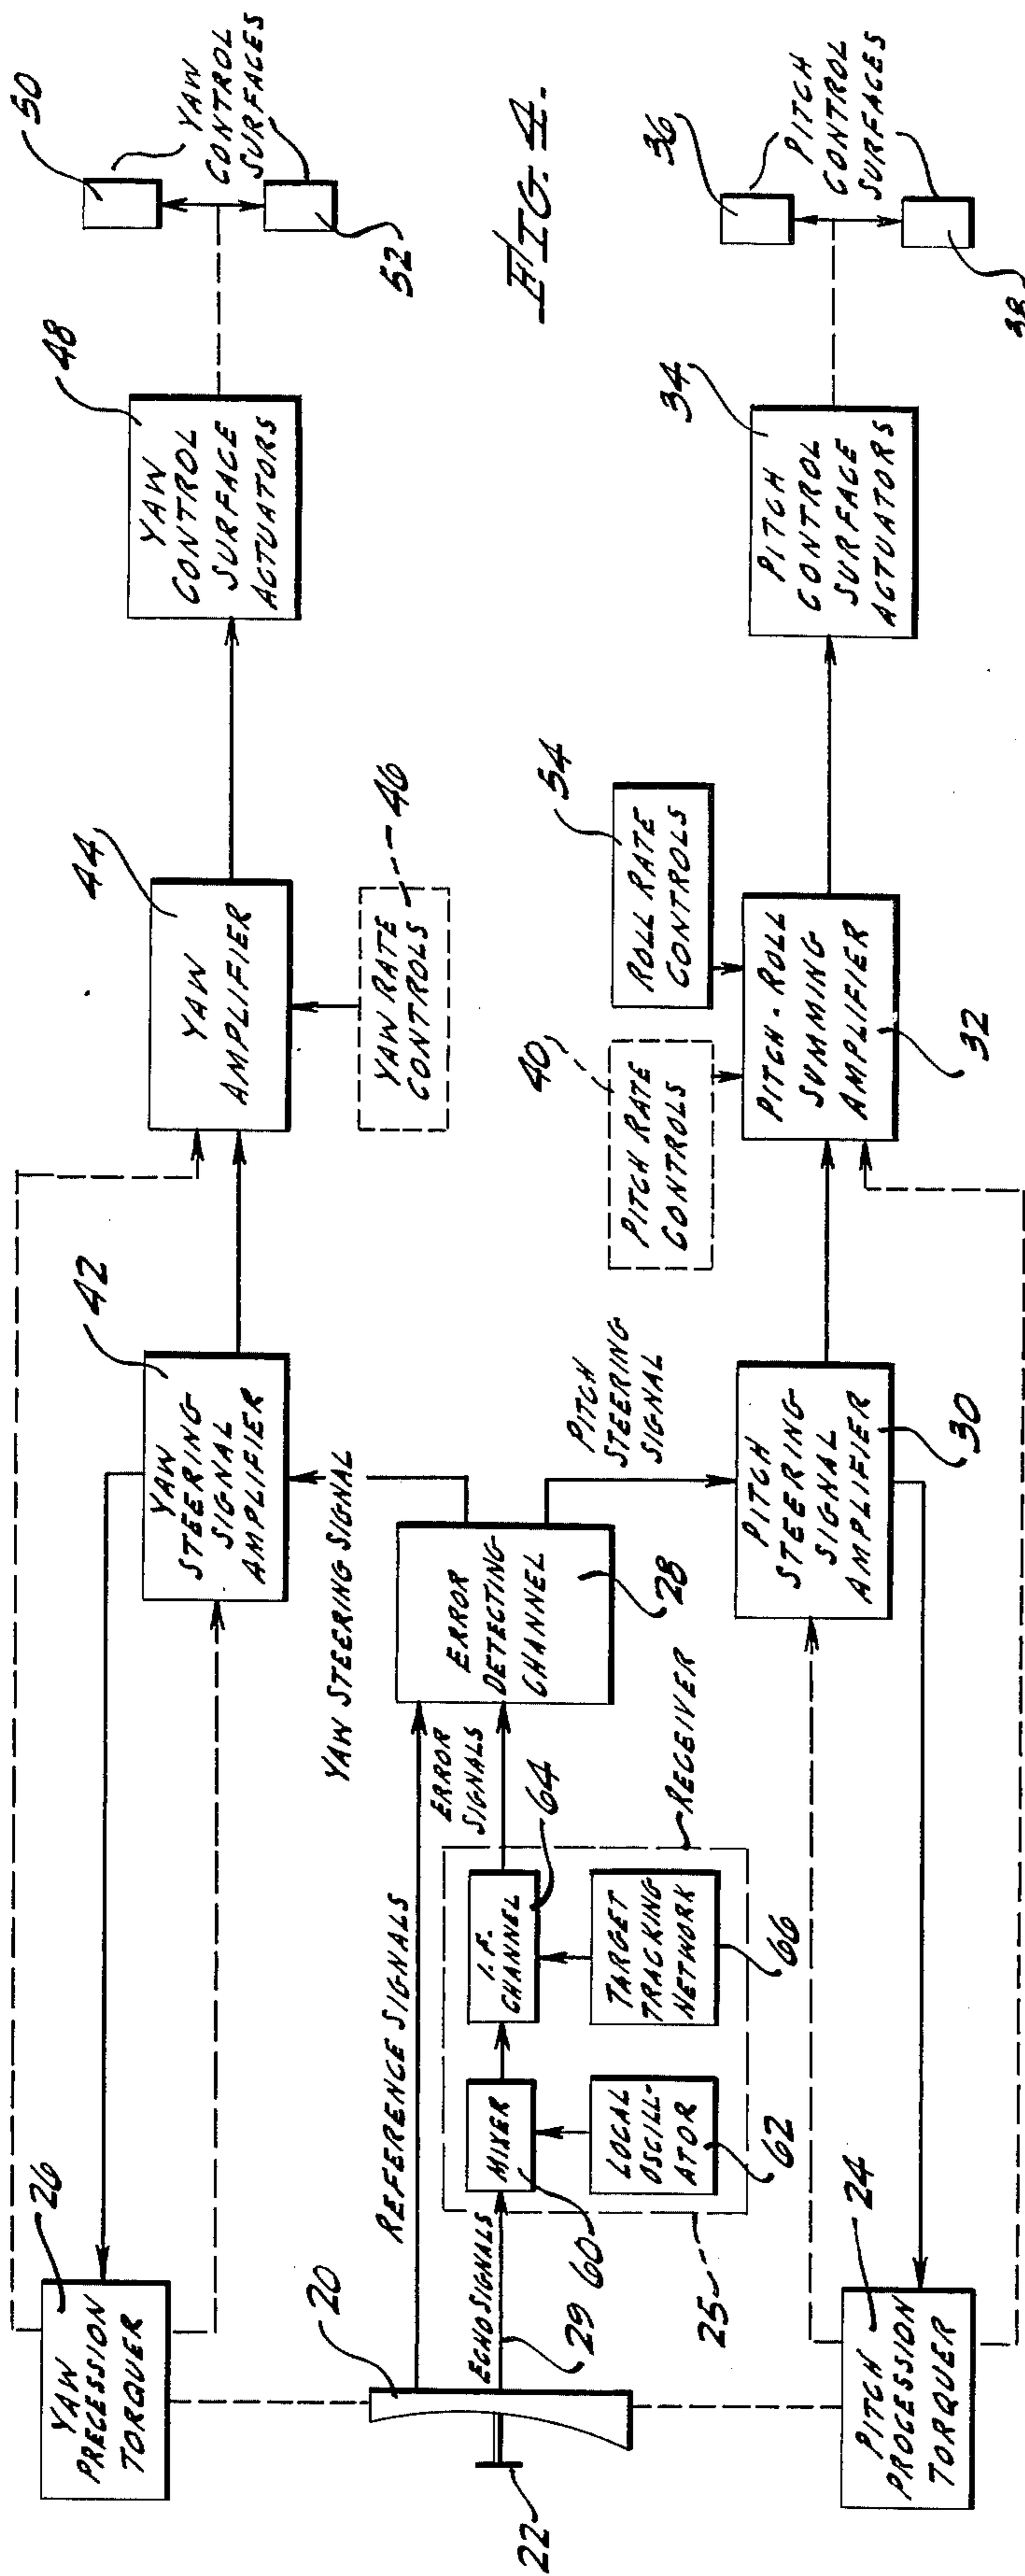 50
YAW
CONTROL
SURFACES
52
48
YAW
CONTROL
SURFACE
ACTUATORS
44
YAW
AMPLIFIER
46
YAW RATE
CONTROLS
42
YAW
STEERING
SIGNAL
AMPLIFIER
26
YAW
PRECESSION
TORQUER
FIG. 4.
YAW STEERING SIGNAL
ERROR
DETECTING
CHANNEL
28
REFERENCE SIGNALS
ERROR
SIGNALS
20
22
ECHO SIGNALS
29
MIXER
60
I.F.
CHANNEL
64
LOCAL
OSCILL-
ATOR
62
TARGET
TRACKING
NETWORK
66
RECEIVER
25
PITCH
STEERING
SIGNAL
36
PITCH
CONTROL
SURFACES
38
34
PITCH
CONTROL
SURFACE
ACTUATORS
54
ROLL RATE
CONTROLS
40
PITCH RATE
CONTROLS
PITCH-ROLL
SUMMING
AMPLIFIER
32
PITCH
STEERING
SIGNAL
AMPLIFIER
30
24
PITCH
PROCESSION
TORQUER